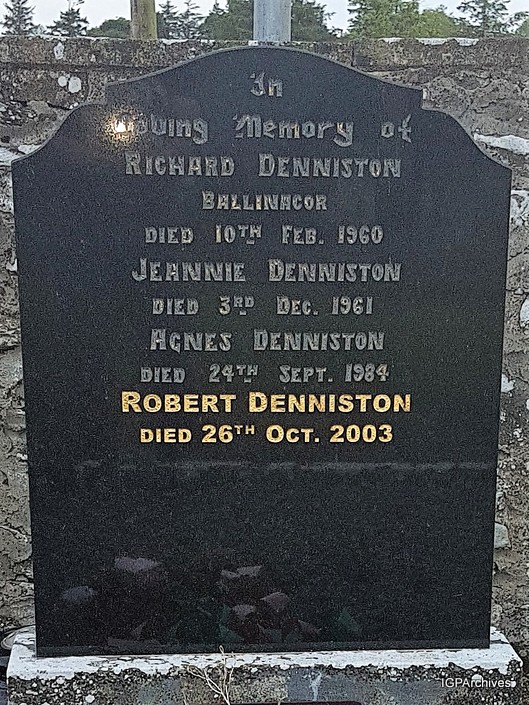 In
Loving Memory of
RICHARD DENNISTON
BALLINACOR
DIED 10TH FEB. 1960
JEANNIE DENNISTON
DIED 3RD DEC. 1961
AGNES DENNISTON
DIED 24TH SEPT. 1984
ROBERT DENNISTON
DIED 26TH OCT. 2003
IGPArchives